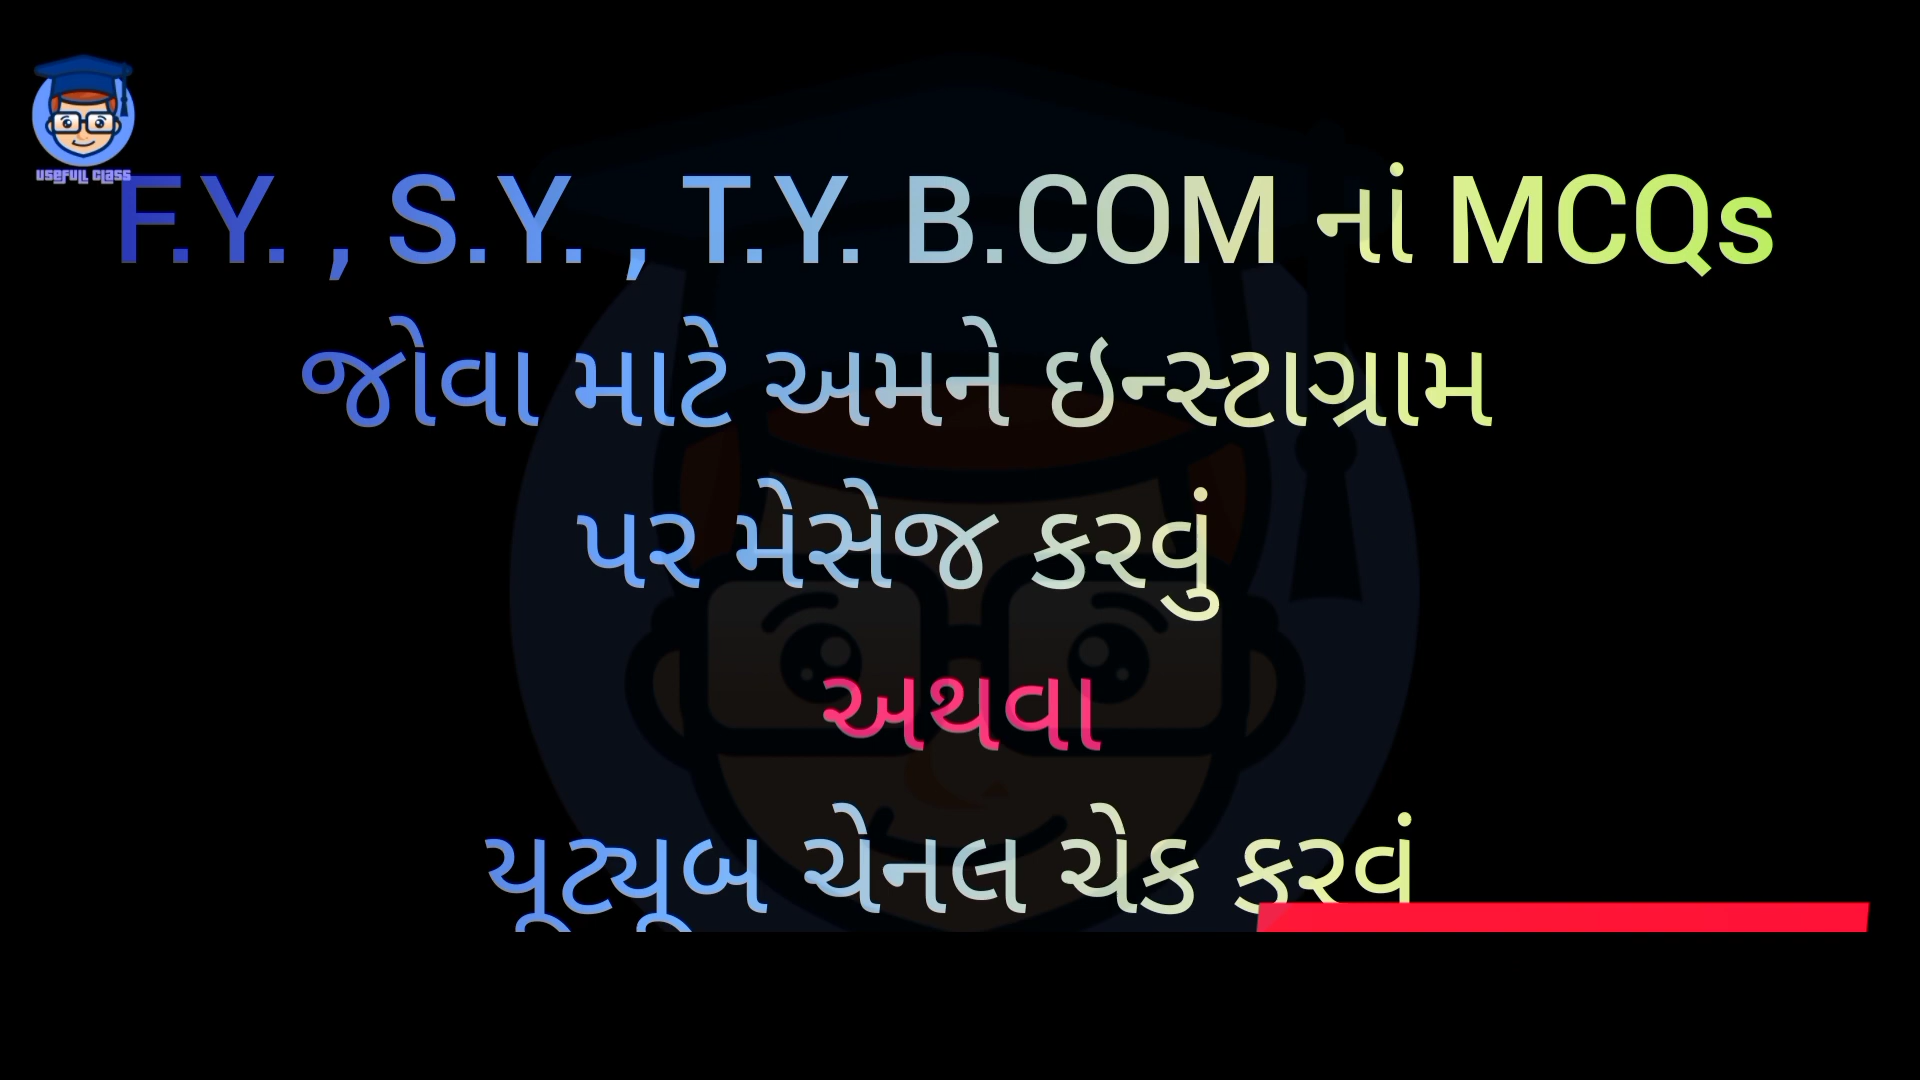 USEFULL CLASS
F.Y. , S.Y. , T.Y. B.COM નાં MCQs
જોવા માટે અમને ઇન્સ્ટાગ્રામ
પર મેસેજ કરવું
અથવા
યૂટ્યૂબ ચેનલ ચેક કરવું